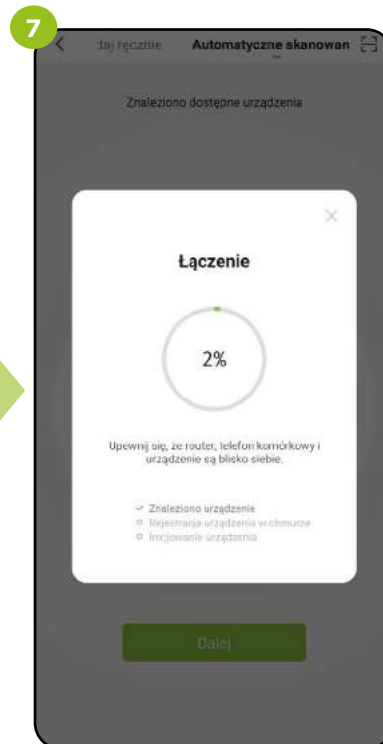 7
daj ręcznie Automatyczne skanowan
Znaleziono dostępne urządzenia
Łączenie
2%
Upewnij się, że router, telefon komórkowy i
urządzenie są blisko siebie.
Znaleziono urządzenie
Rejestracja urządzenia w chmurze
Inicjowanie urządzenia
Dalej